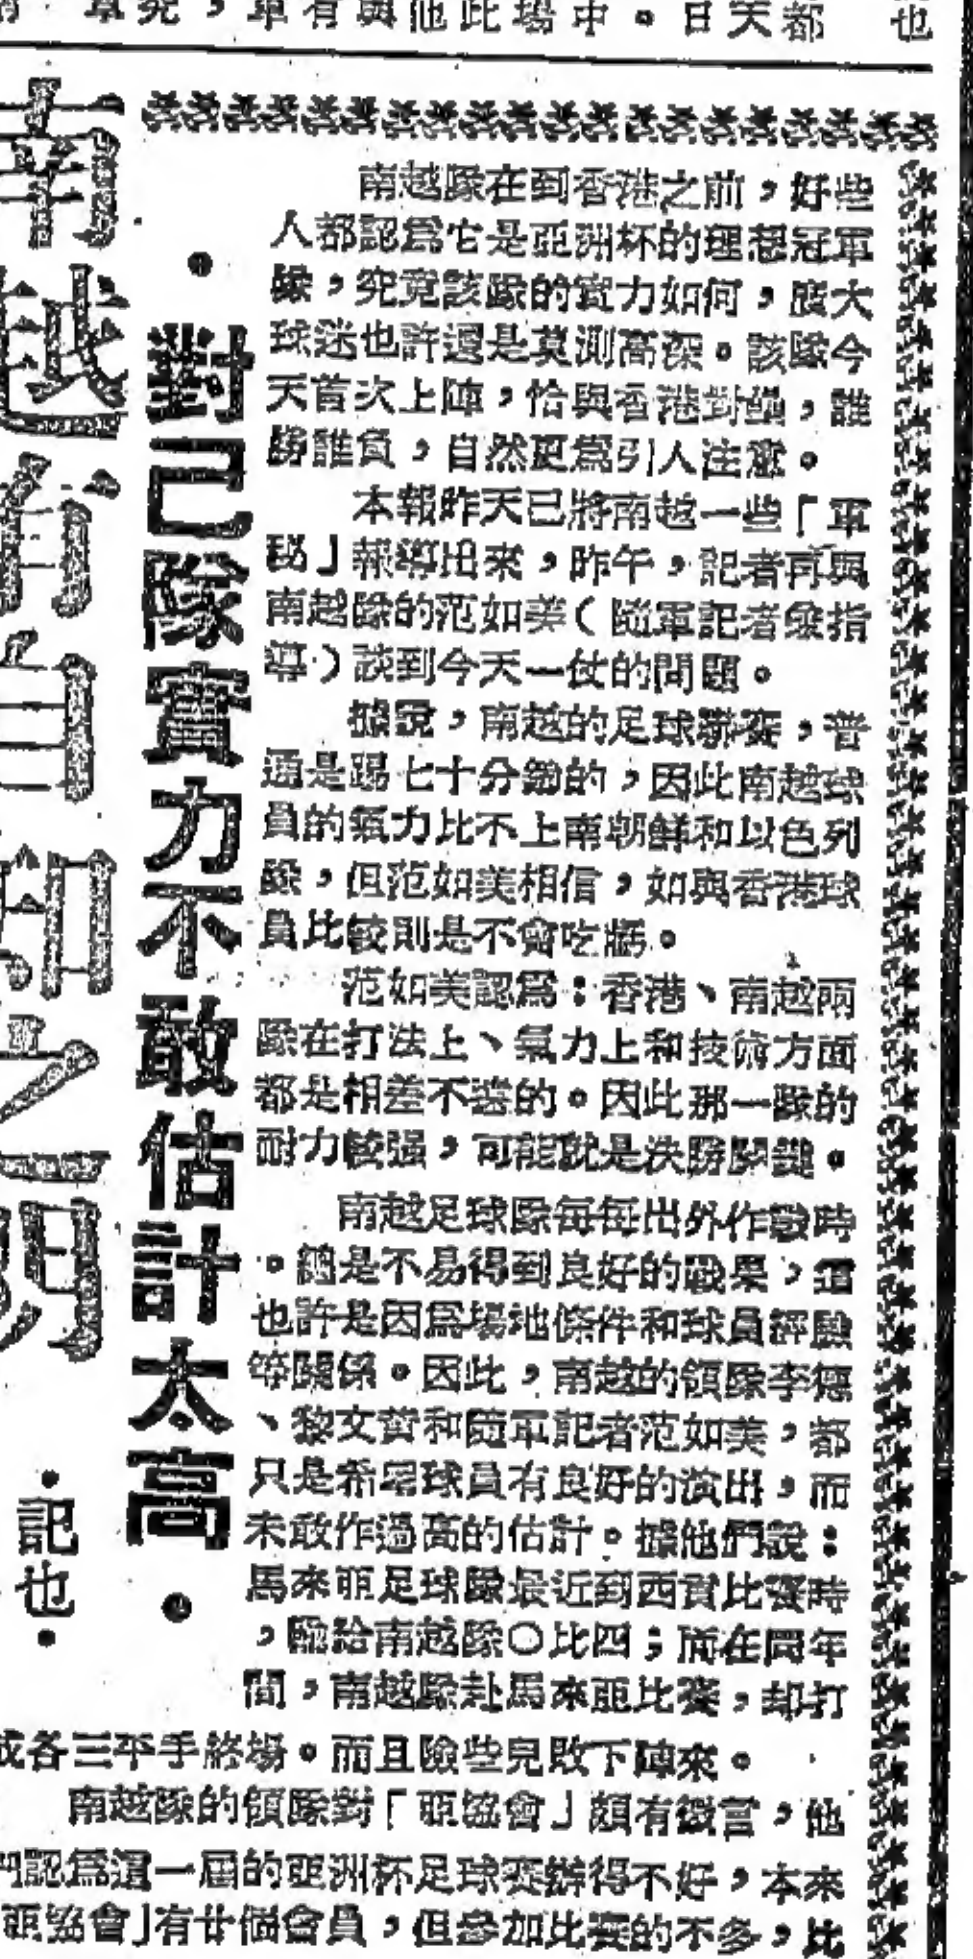 日天都
南越有自知之明
·對己隊實力不敢估計太高·
·記也·
南越隊在到香港之前，好些
人都認爲它是亞洲杯的理想冠軍
隊，究竟該隊的實力如何，廣大
球迷也許還是莫測高深。該隊今
天首次上陣，恰與香港對壘，誰
勝誰負，自然更爲引人注意。
本報昨天已將南越一些「軍
秘」報導出來，昨午，記者再與
南越隊的范如美（隨軍記者兼指
導）談到今天一仗的問題。
據說，南越的足球聯賽，普
通是踢七十分鐘的，因此南越球
員的氣力比不上南朝鮮和以色列
隊，但范如美相信，如與香港球
員比較則是不會吃虧。
范如美認爲：香港、南越兩
隊在打法上、氣力上和技術方面
都是相差不遠的。因此那一隊的
耐力較强，可能就是決勝關鍵。
南越足球隊每每出外作戰時
。總是不易得到良好的戰果，這
也許是因爲場地條件和球員經驗
等關係。因此，南越的領隊李德
、黎文贊和隨軍記者范如美，都
只是希望球員有良好的演出，而
未敢作過高的估計。據他們說：
馬來亞足球隊最近到西貢比賽時
，輸給南越隊〇比四；而在同年
間，南越隊赴馬來亞比賽，却打
成各三平手終場。而且險些兒敗下陣來。
南越隊的領隊對「亞協會」頗有微言，他
們認爲這一屆的亞洲杯足球賽辦得不好，本來
亞協會」有廿個會員，但參加比賽的不多，比